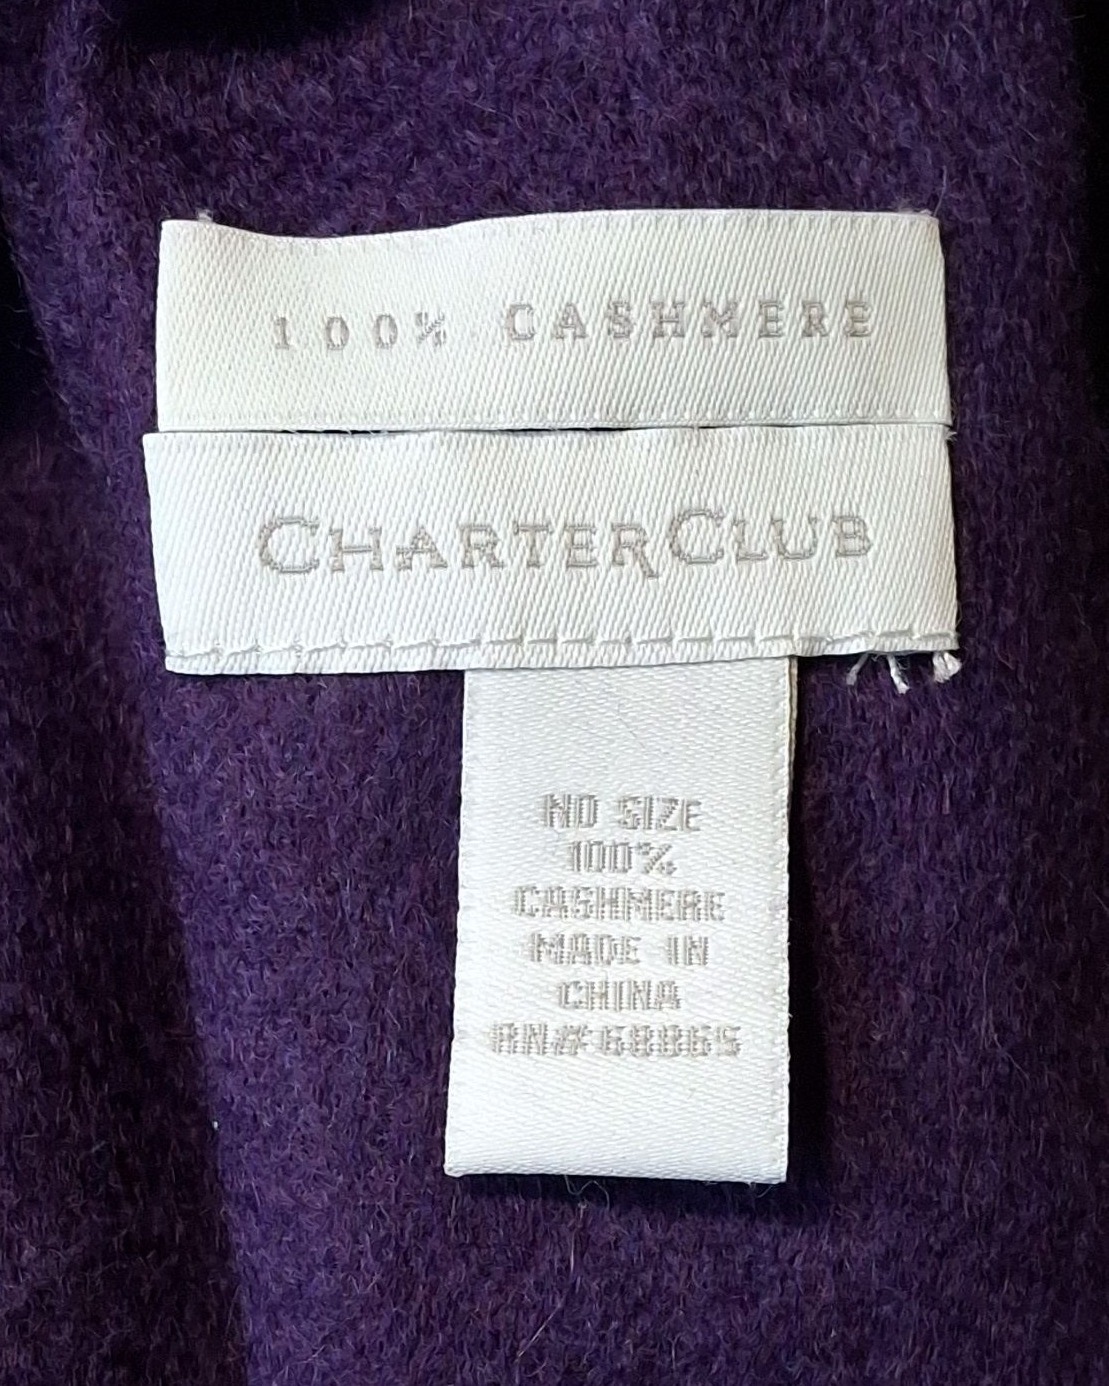 100% CASHMERE
CHARTERCLUB
NO SIZE
100%
CASHMERE
MADE IN
CHINA
RN#68865